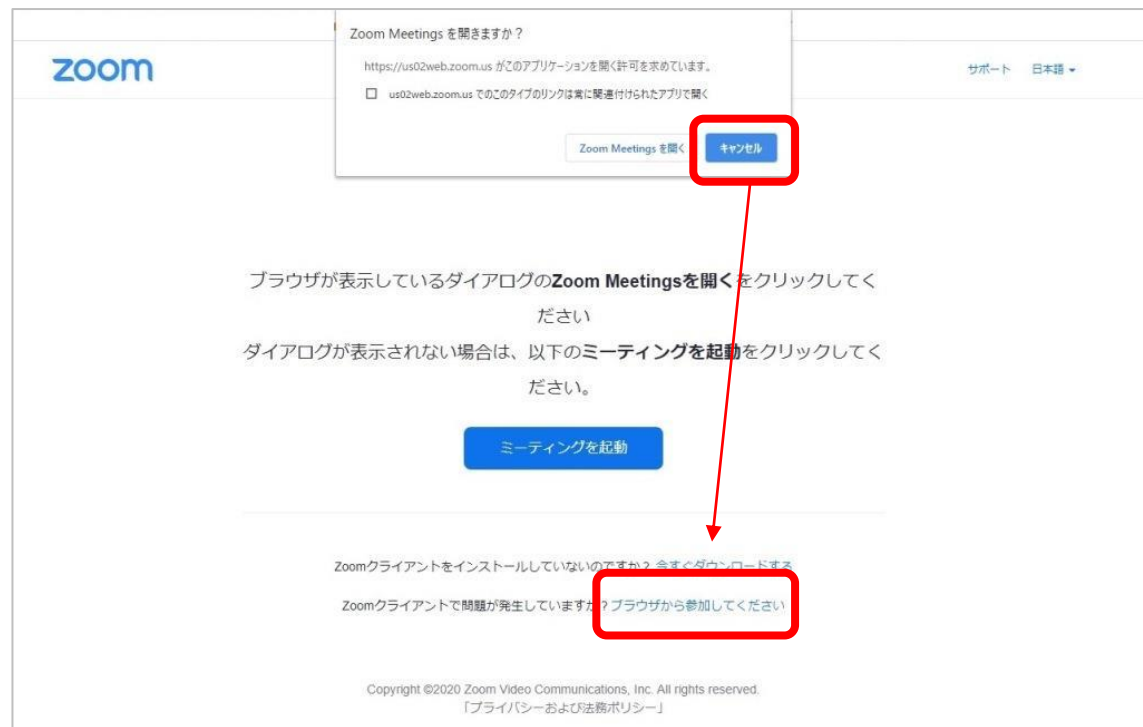 Zoom Meetings を開きますか？
https://us02web.zoom.us がこのアプリケーションを開く許可を求めています。
us02web.zoom.us でのこのタイプのリンクは常に関連付けられたアプリで開く
Zoom Meetings を開く
キャンセル
zoom
サポート 日本語
ブラウザが表示しているダイアログのZoom Meetingsを開くをクリックしてく
ださい
ダイアログが表示されない場合は、以下のミーティングを起動をクリックしてく
ださい。
ミーティングを起動
Zoomクライアントをインストールしていないのですか？ 今すぐダウンロードする
Zoomクライアントで問題が発生していますか？ブラウザから参加してください
Copyright ©2020 Zoom Video Communications, Inc. All rights reserved.
「プライバシーおよび法務ポリシー」